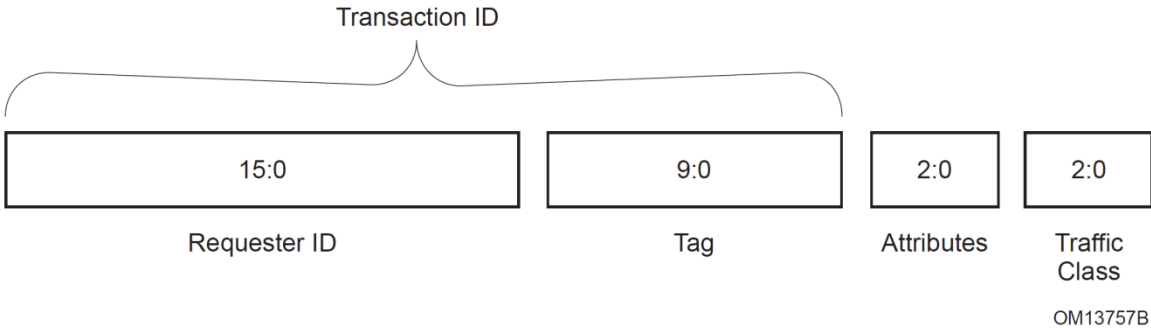 Transaction ID
15:0
9:0
2:0
2:0
Requester ID
Tag
Attributes
Traffic
Class
OM13757B